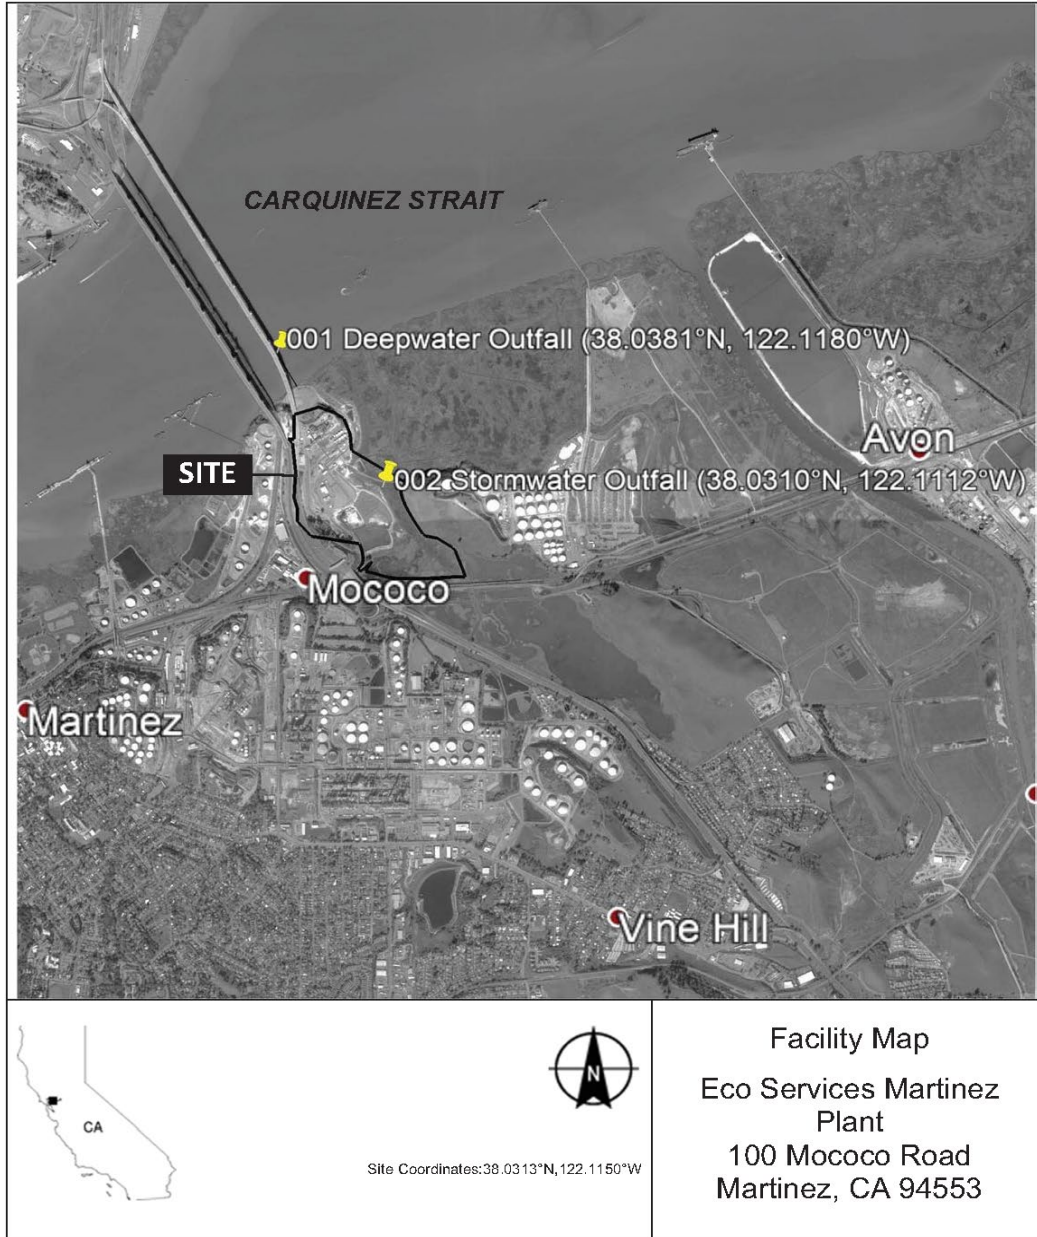 CARQUINEZ STRAIT
001 Deepwater Outfall (38.0381°N, 122.1180°W)
Avon
SITE
002 Stormwater Outfall (38.0310°N, 122.1112°W)
Mococo
Martinez
Vine Hill
CA
N
Site Coordinates:38.0313°N,122.1150°W
Facility Map
Eco Services Martinez
Plant
100 Mococo Road
Martinez, CA 94553